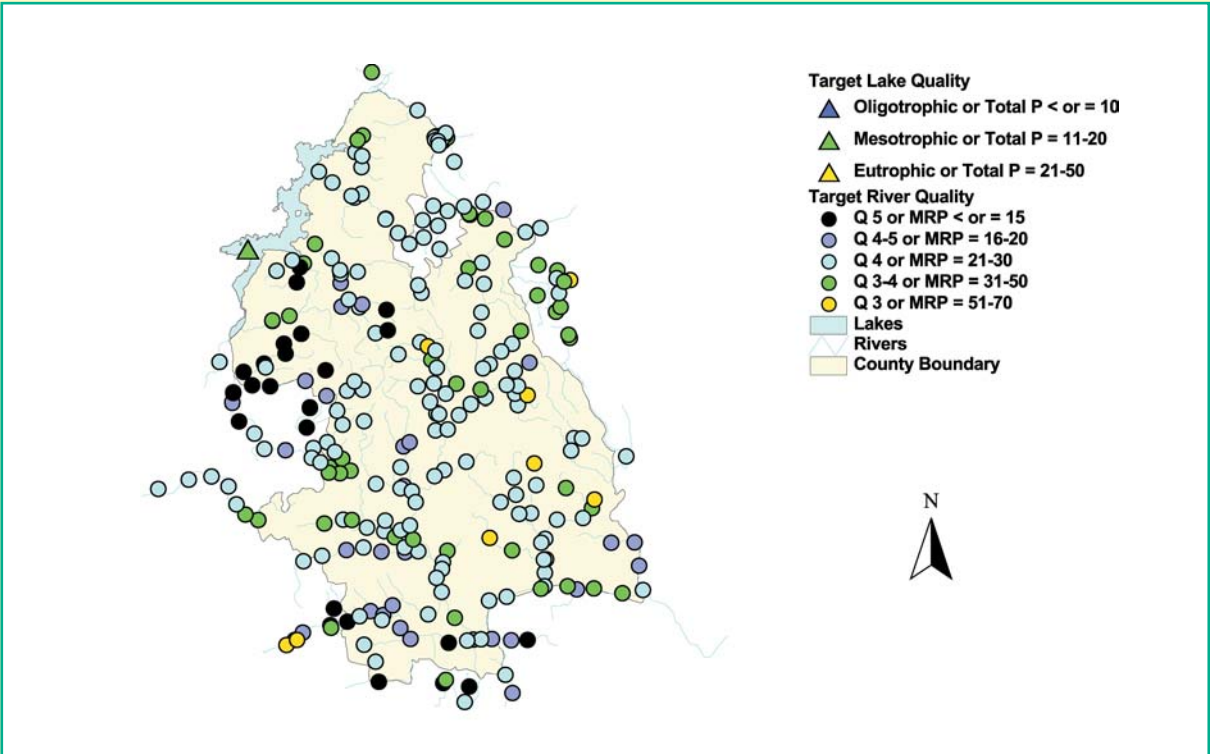 Target Lake Quality
Oligotrophic or Total P < or = 10
Mesotrophic or Total P = 11-20
Eutrophic or Total P = 21-50
Target River Quality
Q 5 or MRP < or = 15
Q 4-5 or MRP = 16-20
Q 4 or MRP = 21-30
Q 3-4 or MRP = 31-50
Q 3 or MRP = 51-70
Lakes
Rivers
County Boundary
N